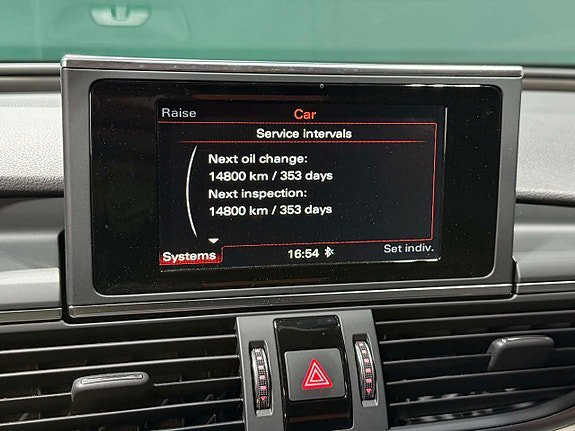 Raise
Car
Service intervals
Next oil change:
14800 km / 353 days
Next inspection:
14800 km / 353 days
Systems
16:54
Set indiv.